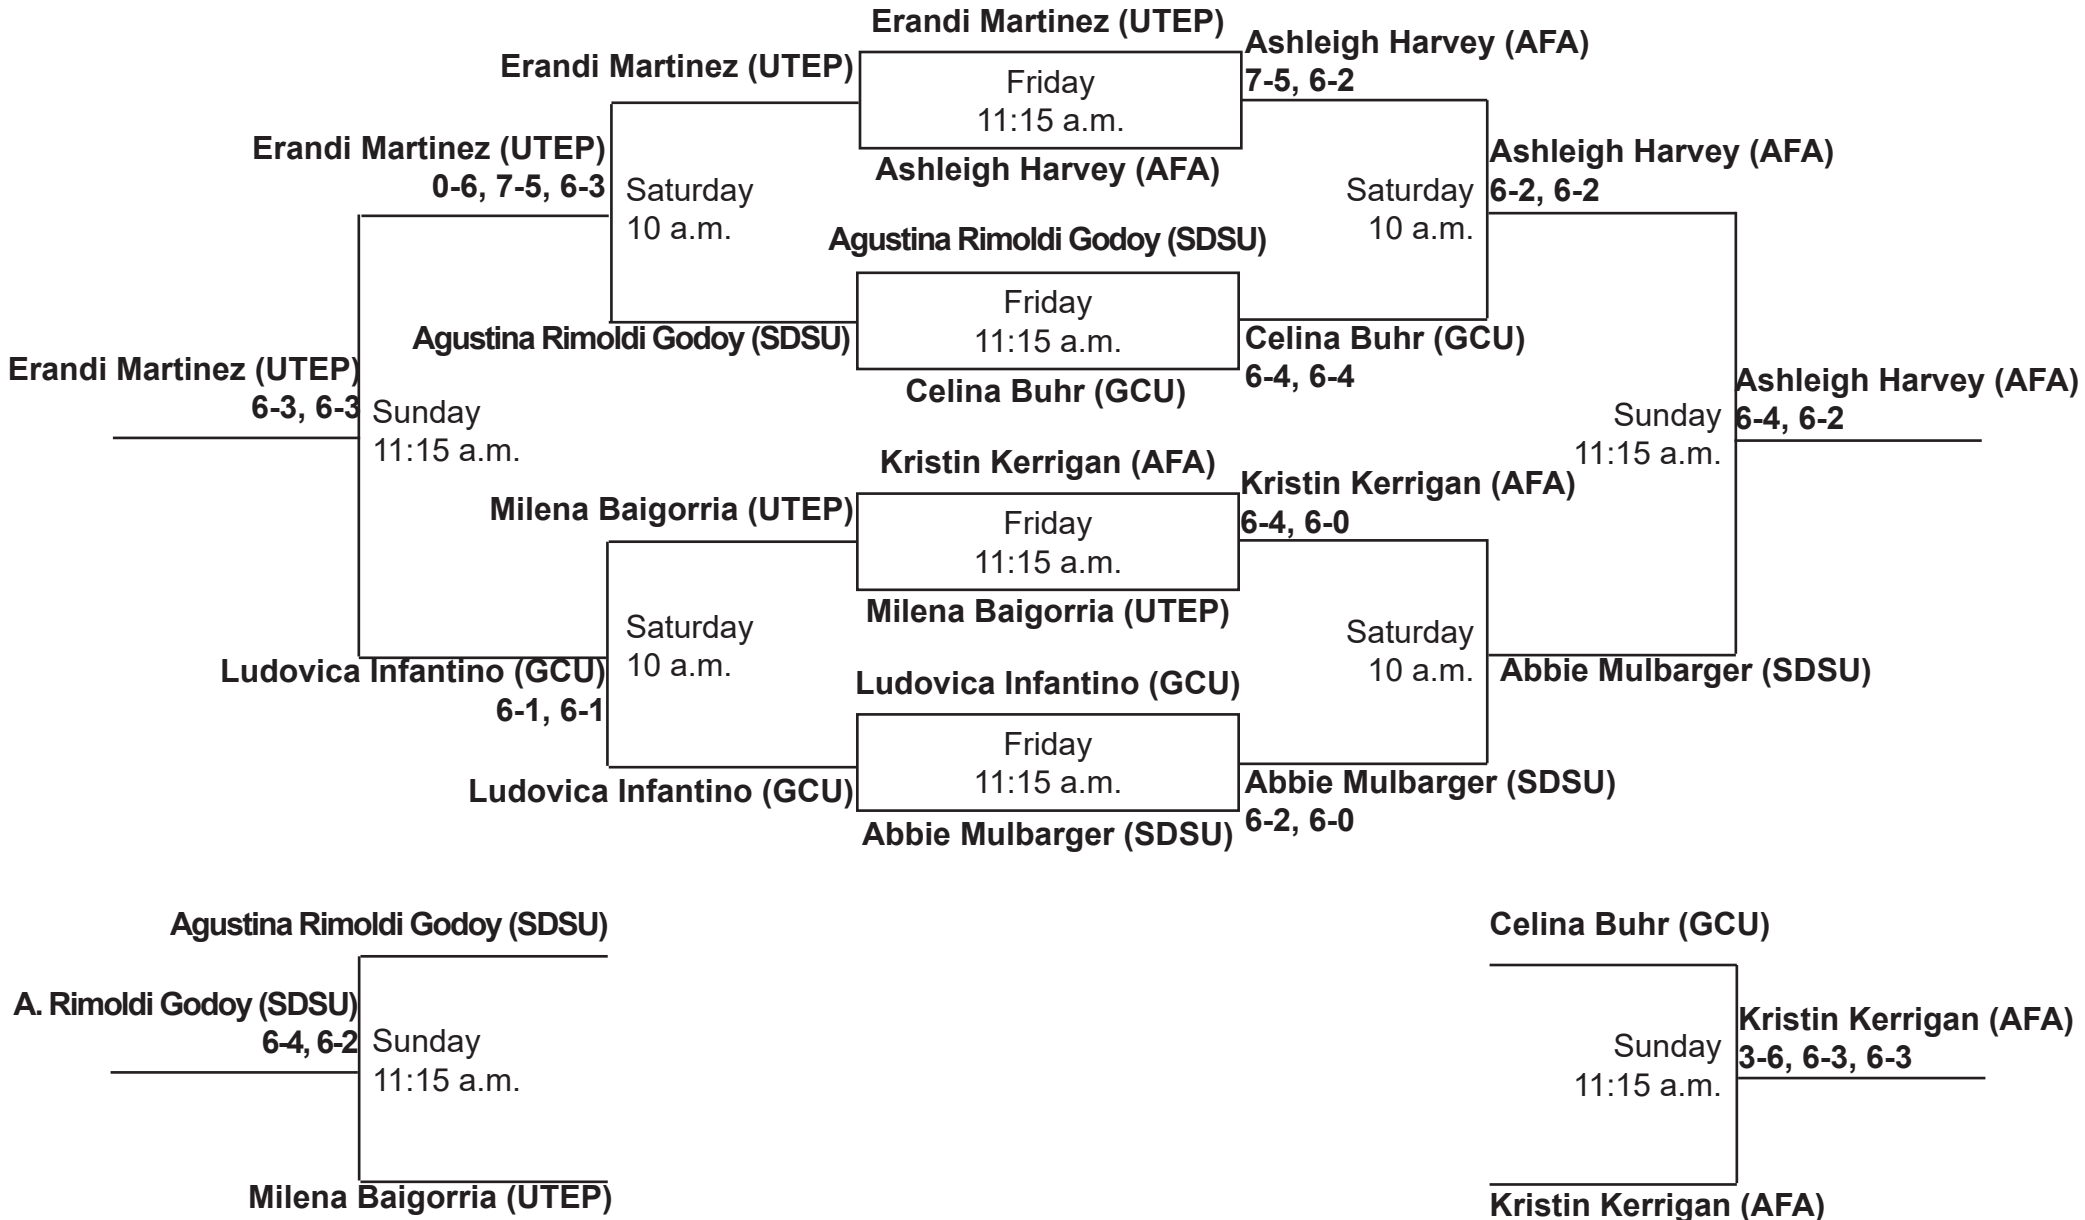 Erandi Martinez (UTEP)
Ashleigh Harvey (AFA)
7-5, 6-2
Erandi Martinez (UTEP)
Friday
11:15 a.m.
Erandi Martinez (UTEP)
0-6, 7-5, 6-3
Ashleigh Harvey (AFA)
Ashleigh Harvey (AFA)
6-2, 6-2
Saturday
10 a.m.
Saturday
10 a.m.
Agustina Rimoldi Godoy (SDSU)
Friday
11:15 a.m.
Agustina Rimoldi Godoy (SDSU)
Celina Buhr (GCU)
6-4, 6-4
Celina Buhr (GCU)
Erandi Martinez (UTEP)
6-3, 6-3
Sunday
11:15 a.m.
Ashleigh Harvey (AFA)
6-4, 6-2
Sunday
11:15 a.m.
Kristin Kerrigan (AFA)
Kristin Kerrigan (AFA)
6-4, 6-0
Milena Baigorria (UTEP)
Friday
11:15 a.m.
Milena Baigorria (UTEP)
Saturday
10 a.m.
Saturday
10 a.m.
Ludovica Infantino (GCU)
6-1, 6-1
Ludovica Infantino (GCU)
Abbie Mulbarger (SDSU)
Friday
11:15 a.m.
Ludovica Infantino (GCU)
Abbie Mulbarger (SDSU)
6-2, 6-0
Abbie Mulbarger (SDSU)
Agustina Rimoldi Godoy (SDSU)
Celina Buhr (GCU)
A. Rimoldi Godoy (SDSU)
6-4, 6-2
Sunday
11:15 a.m.
Sunday
11:15 a.m.
Kristin Kerrigan (AFA)
3-6, 6-3, 6-3
Milena Baigorria (UTEP)
Kristin Kerrigan (AFA)